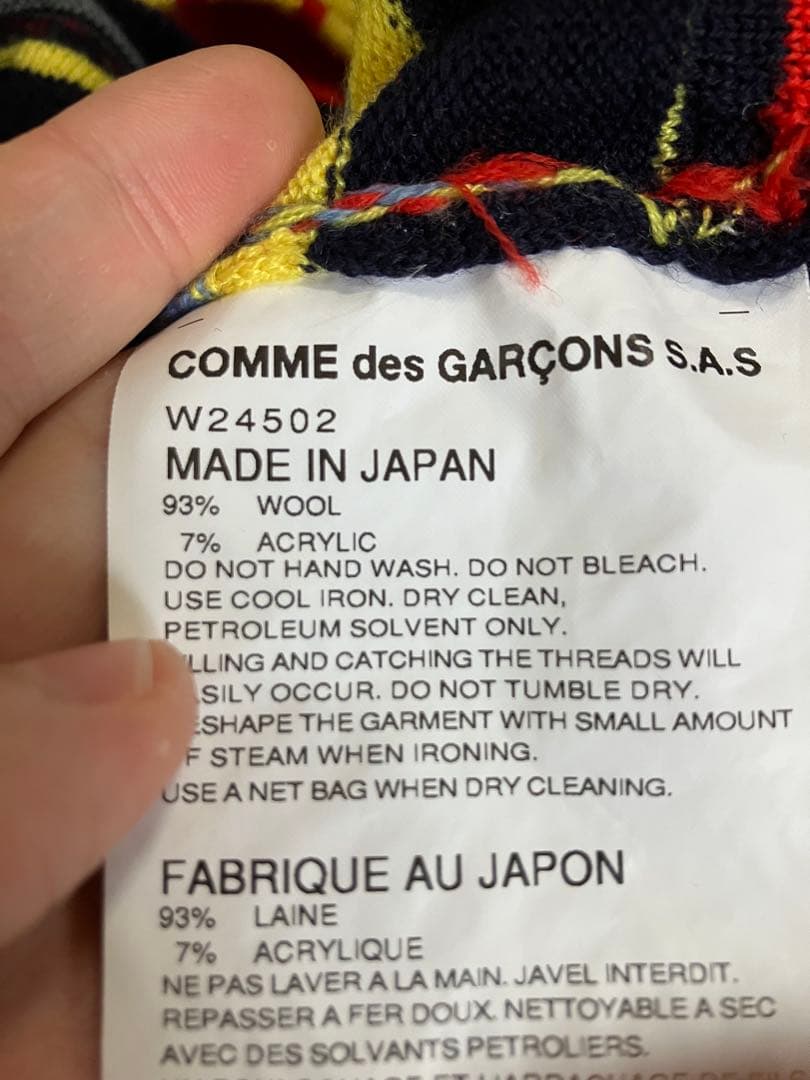 COMME des GARÇONS S.A.S
W24502
MADE IN JAPAN
93% WOOL
7% ACRYLIC
DO NOT HAND WASH. DO NOT BLEACH.
USE COOL IRON. DRY CLEAN,
PETROLEUM SOLVENT ONLY.
LLING AND CATCHING THE THREADS WILL
SILY OCCUR. DO NOT TUMBLE DRY.
ESHAPE THE GARMENT WITH SMALL AMOUNT
F STEAM WHEN IRONING.
USE A NET BAG WHEN DRY CLEANING.
FABRIQUE AU JAPON
93% LAINE
7% ACRYLIQUE
NE PAS LAVER A LA MAIN. JAVEL INTERDIT.
REPASSER A FER DOUX. NETTOYABLE A SEC
AVEC DES SOLVANTS PETROLIERS.